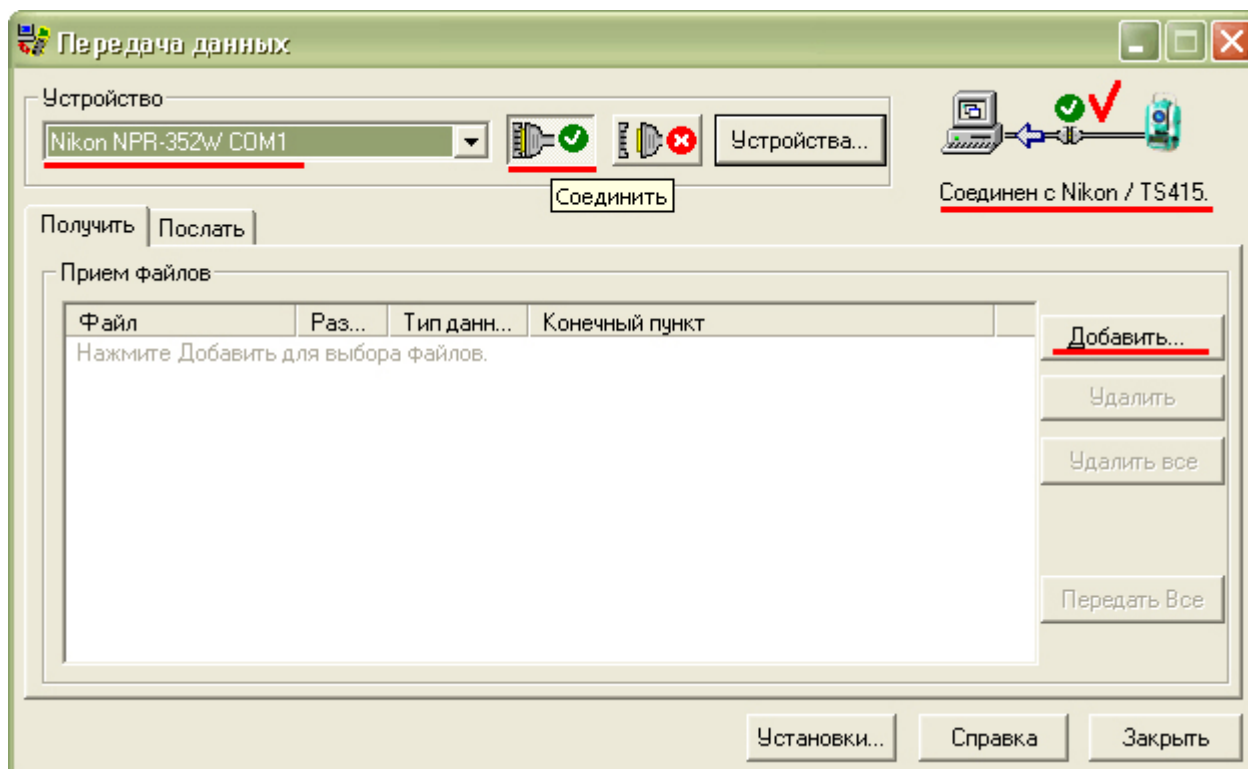 Передача данных
Устройство
Nikon NPR-352W COM1
Устройства...
Соединить
Соединен с Nikon / TS415.
Получить
Послать
Прием файлов
Файл Раз... Тип данн... Конечный пункт
Нажмите Добавить для выбора файлов.
Добавить...
Удалить
Удалить все
Передать Все
Установки... Справка Закрыть